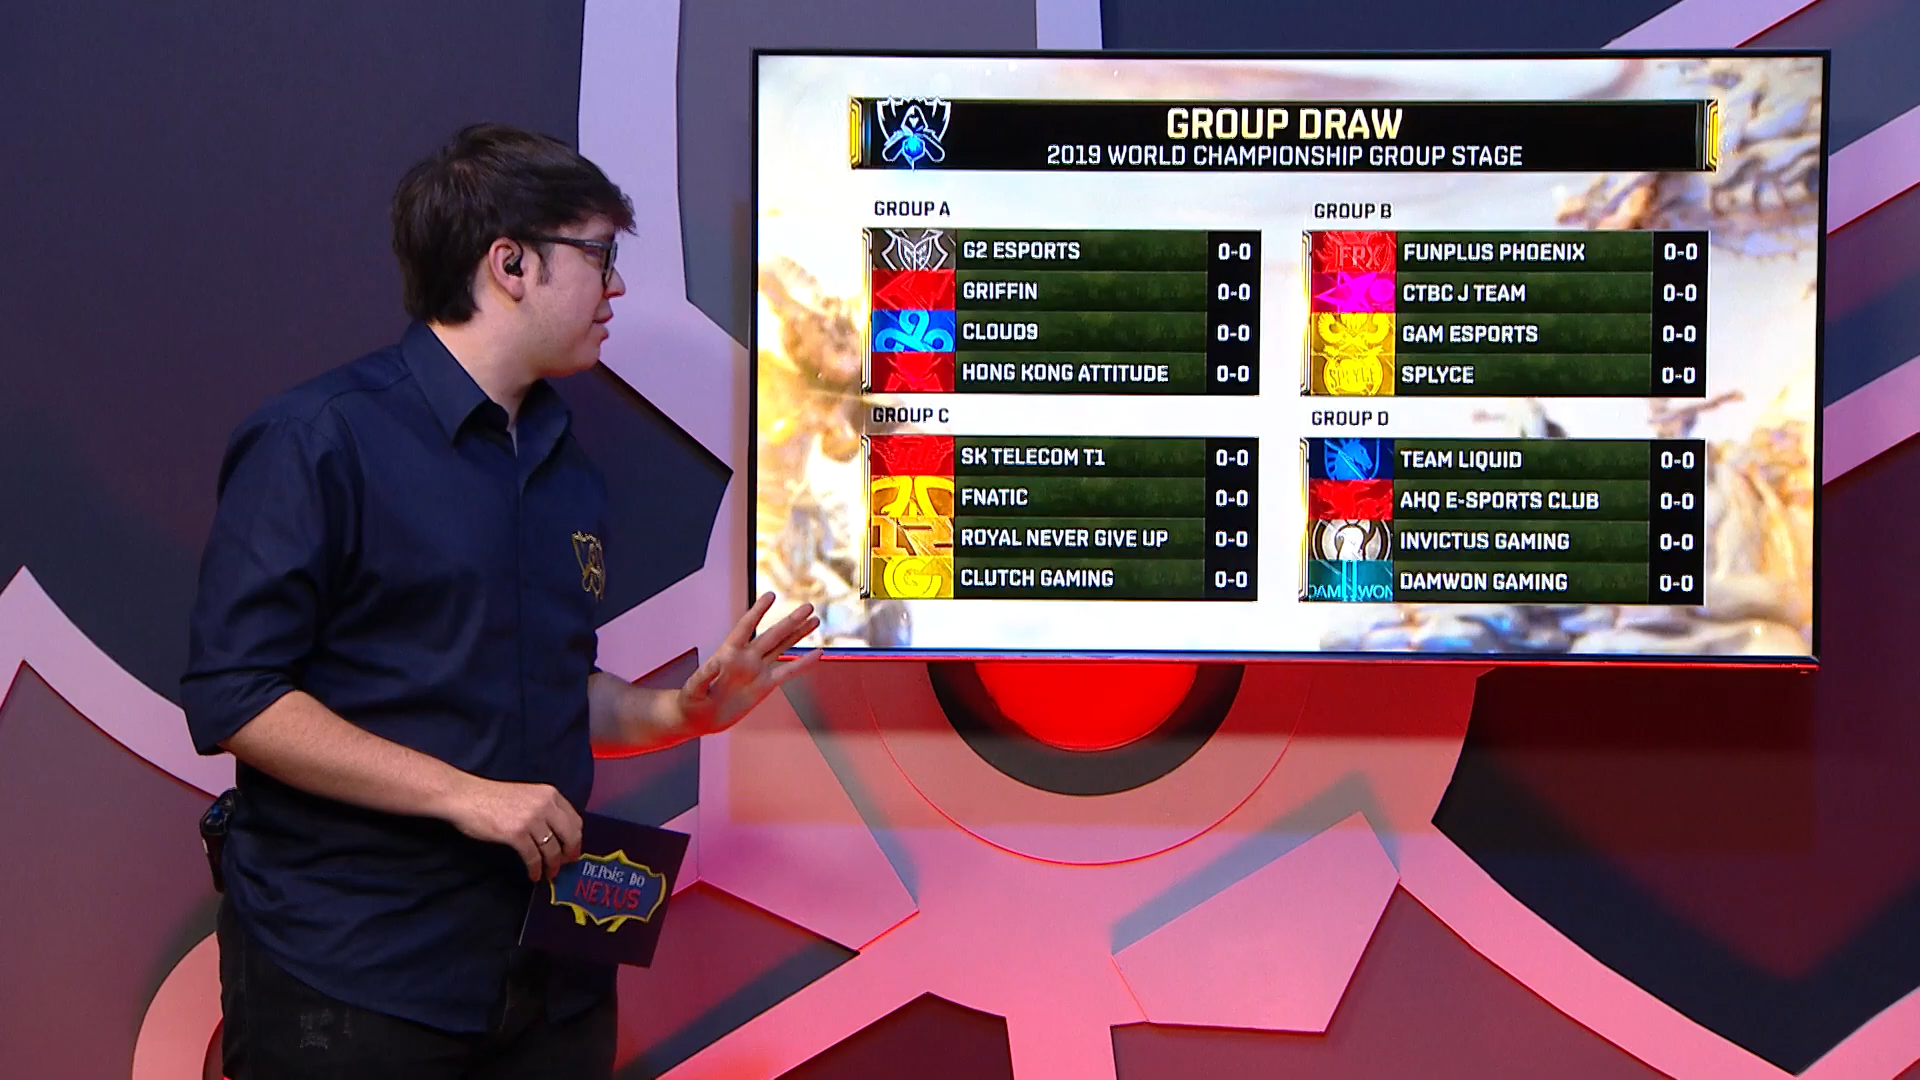 GROUP DRAW
2019 WORLD CHAMPIONSHIP GROUP STAGE
GROUP A
G2 ESPORTS 0-0
GRIFFIN 0-0
CLOUD9 0-0
HONG KONG ATTITUDE 0-0
GROUP B
FPX FUNPLUS PHOENIX 0-0
CTBC J TEAM 0-0
GAM ESPORTS 0-0
SPLYCE SPLYCE 0-0
GROUP C
SK TELECOM T1 0-0
FNATIC 0-0
ROYAL NEVER GIVE UP 0-0
CLUTCH GAMING 0-0
GROUP D
TEAM LIQUID 0-0
AHQ E-SPORTS CLUB 0-0
INVICTUS GAMING 0-0
DAMWON DAMWON GAMING 0-0
DEPOIS DO
NEXUS